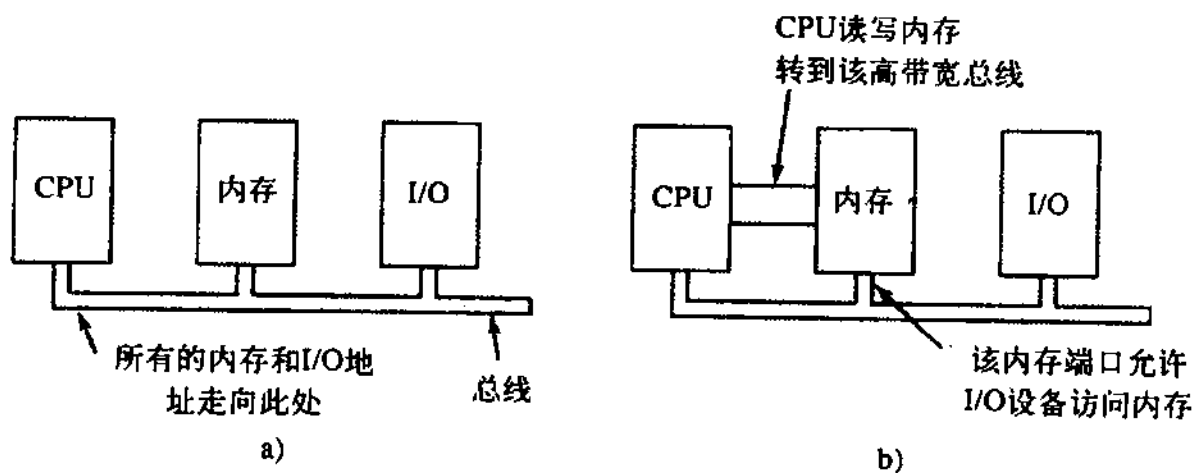 CPU读写内存
转到该高带宽总线
CPU
内存
I/O
CPU
内存
I/O
所有的内存和I/O地
址走向此处
总线
该内存端口允许
I/O设备访问内存
a)
b)